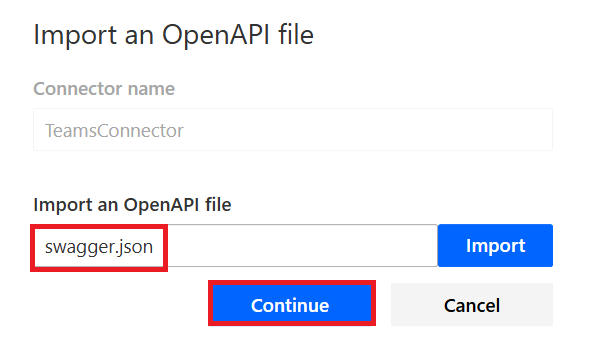 Import an OpenAPI file
Connector name
TeamsConnector
Import an OpenAPI file
swagger.json
Import
Continue
Cancel